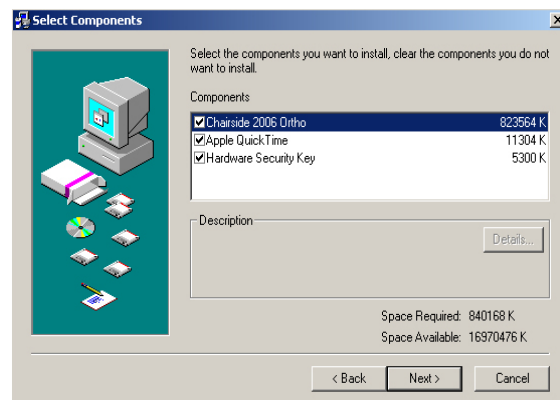 Select Components
Select the components you want to install, clear the components you do not
want to install.
Components
Chairside 2006 Ortho 823564 K
Apple QuickTime 11304 K
Hardware Security Key 5300 K
Description
Details...
Space Required: 840168 K
Space Available: 16970476 K
< Back Next > Cancel